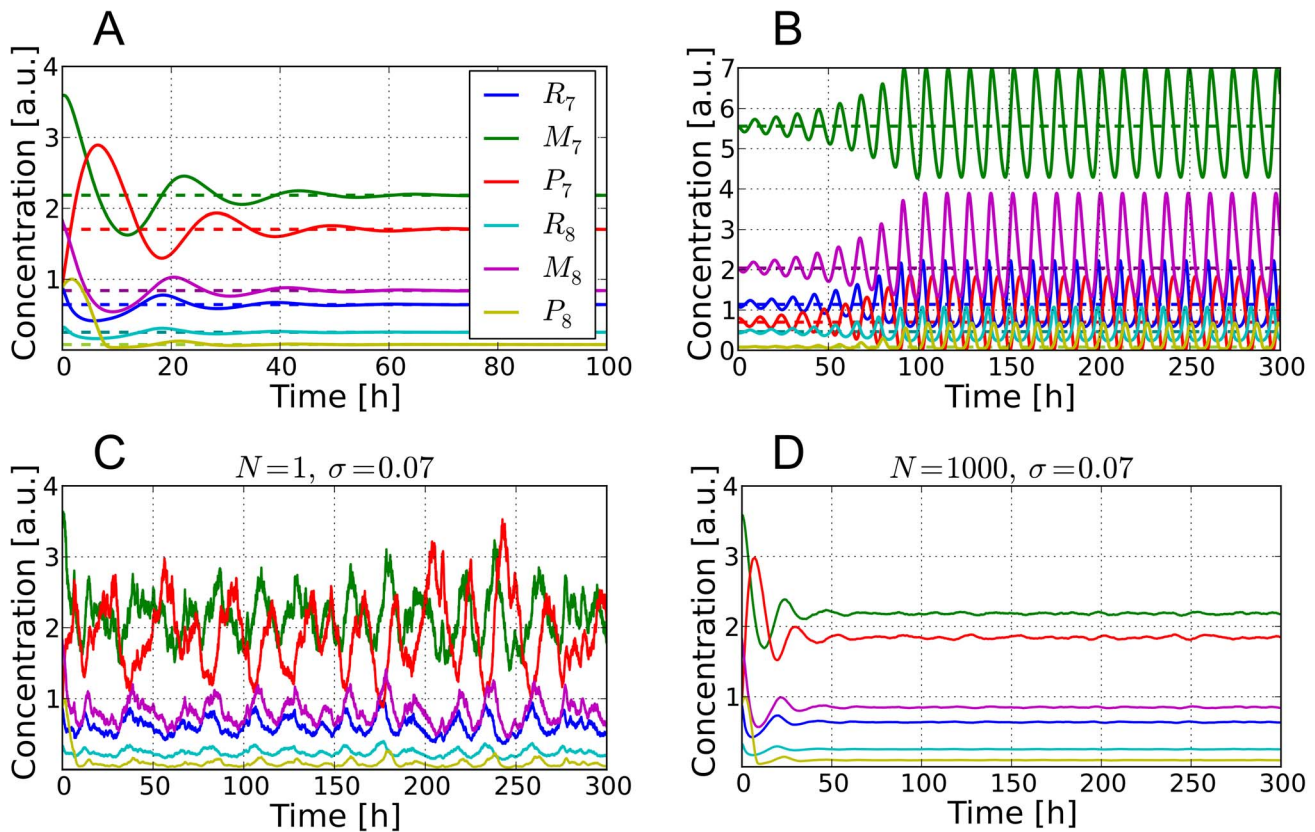 A
Concentration [a.u.]
4
3
2
1
0
0 20 40 60 80 100
Time [h]
R7
M7
P7
R8
M8
P8
B
Concentration [a.u.]
7
6
5
4
3
2
1
0
0 50 100 150 200 250 300
Time [h]
C
N=1, σ=0.07
Concentration [a.u.]
4
3
2
1
0 50 100 150 200 250 300
Time [h]
D
N=1000, σ=0.07
Concentration [a.u.]
4
3
2
1
0 50 100 150 200 250 300
Time [h]